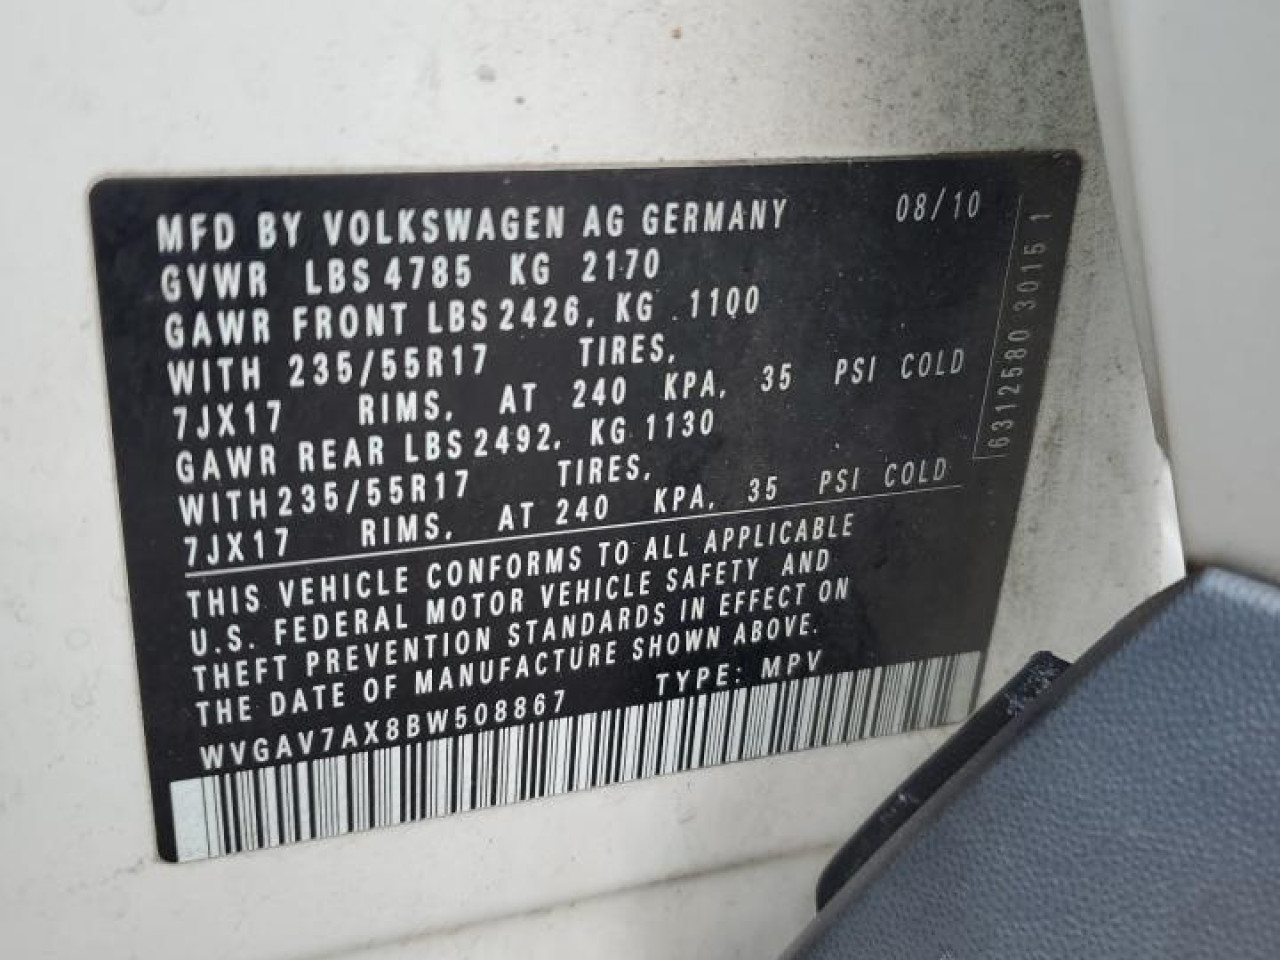 MFD BY VOLKSWAGEN AG GERMANY 08/10
GVWR LBS 4785 KG 2170
GAWR FRONT LBS 2426, KG 1100
WITH 235/55R17 TIRES,
7JX17 RIMS, AT 240 KPA, 35 PSI COLD
GAWR REAR LBS 2492, KG 1130
WITH 235/55R17 TIRES,
7JX17 RIMS, AT 240 KPA, 35 PSI COLD
THIS VEHICLE CONFORMS TO ALL APPLICABLE
U.S. FEDERAL MOTOR VEHICLE SAFETY AND
THEFT PREVENTION STANDARDS IN EFFECT ON
THE DATE OF MANUFACTURE SHOWN ABOVE.
WVGAV7AX8BW508867 TYPE: MPV
6312580 3015 1